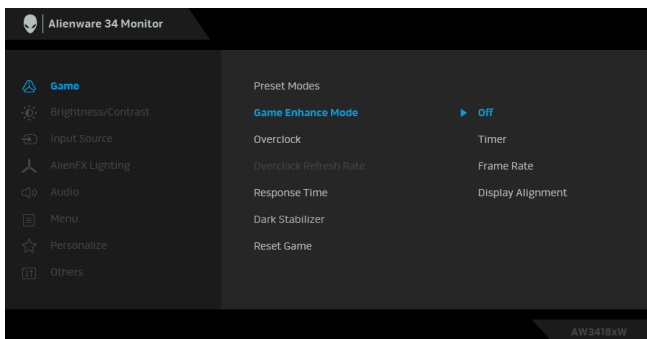 Alienware 34 Monitor
Game
Preset Modes
Brightness/Contrast
Game Enhance Mode
Off
Input Source
Overclock
Timer
AlienFX Lighting
Overclock Refresh Rate
Frame Rate
Audio
Response Time
Display Alignment
Menu
Dark Stabilizer
Personalize
Reset Game
Others
AW3418xW